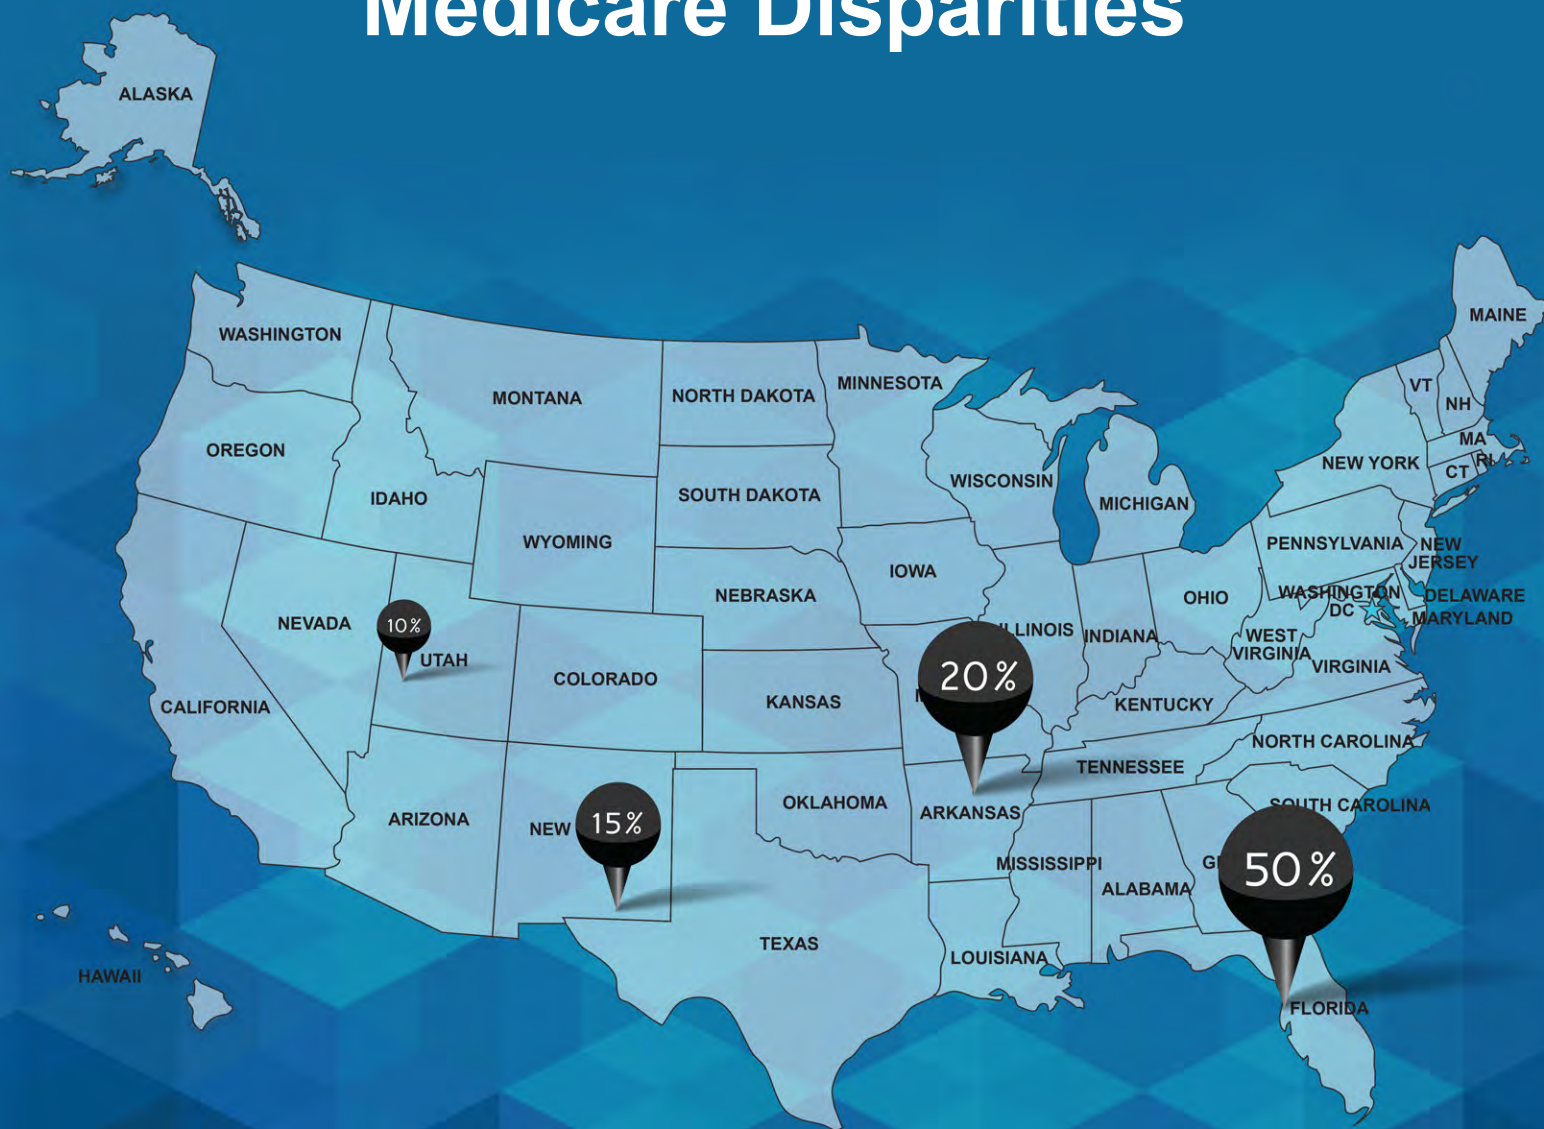 Medicare Disparities
ALASKA
WASHINGTON
MAINE
MONTANA
NORTH DAKOTA
MINNESOTA
VT
NH
OREGON
MA
NEW YORK
RI
CT
IDAHO
SOUTH DAKOTA
WISCONSIN
MICHIGAN
WYOMING
PENNSYLVANIA
NEW
JERSEY
IOWA
NEBRASKA
OHIO
WASHINGTON
DC
DELAWARE
MARYLAND
NEVADA
10%
UTAH
ILLINOIS
INDIANA
WEST
VIRGINIA
VIRGINIA
COLORADO
20%
CALIFORNIA
KANSAS
KENTUCKY
NORTH CAROLINA
TENNESSEE
OKLAHOMA
ARKANSAS
SOUTH CAROLINA
ARIZONA
NEW
15%
MISSISSIPPI
50%
ALABAMA
TEXAS
LOUISIANA
HAWAII
FLORIDA